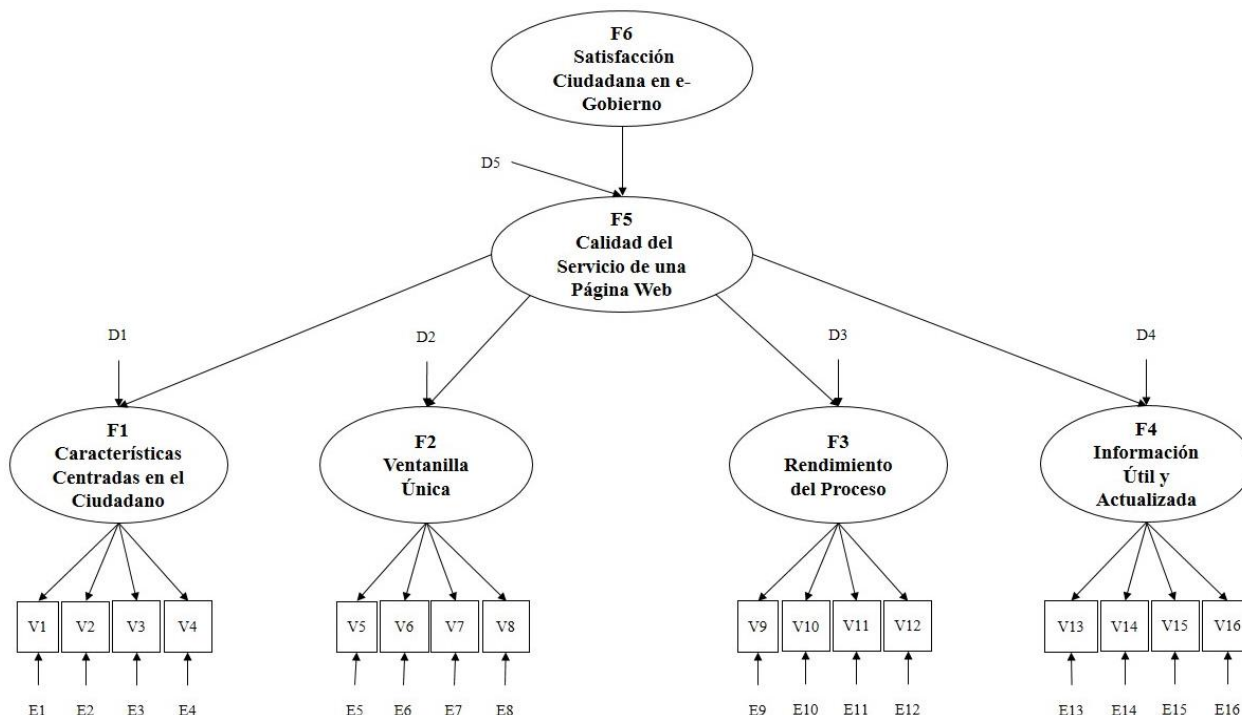 F6
Satisfacción
Ciudadana en e-
Gobierno
D5
F5
Calidad del
Servicio de una
Página Web
D1
D2
D3
D4
F1
Características
Centradas en el
Ciudadano
F2
Ventanilla
Única
F3
Rendimiento
del Proceso
F4
Información
Útil y
Actualizada
V1 V2 V3 V4 V5 V6 V7 V8 V9 V10 V11 V12 V13 V14 V15 V16
E1 E2 E3 E4 E5 E6 E7 E8 E9 E10 E11 E12 E13 E14 E15 E16